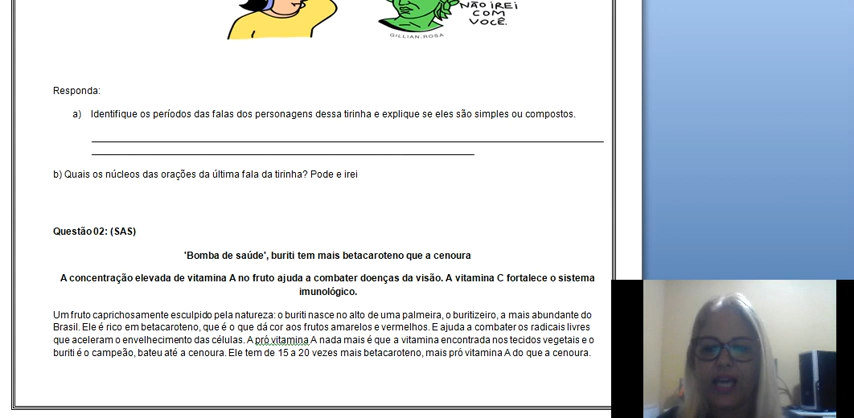 NÃO IREI
COM
VOCÊ.
GILLIAN.ROSA
Responda:
a) Identifique os períodos das falas dos personagens dessa tirinha e explique se eles são simples ou compostos.
b) Quais os núcleos das orações da última fala da tirinha? Pode e irei
Questão 02: (SAS)
'Bomba de saúde', buriti tem mais betacaroteno que a cenoura
A concentração elevada de vitamina A no fruto ajuda a combater doenças da visão. A vitamina C fortalece o sistema
imunológico.
Um fruto caprichosamente esculpido pela natureza: o buriti nasce no alto de uma palmeira, o buritizeiro, a mais abundante do
Brasil. Ele é rico em betacaroteno, que é o que dá cor aos frutos amarelos e vermelhos. E ajuda a combater os radicais livres
que aceleram o envelhecimento das células. A pró vitamina A nada mais é que a vitamina encontrada nos tecidos vegetais e o
buriti é o campeão, bateu até a cenoura. Ele tem de 15 a 20 vezes mais betacaroteno, mais pró vitamina A do que a cenoura.